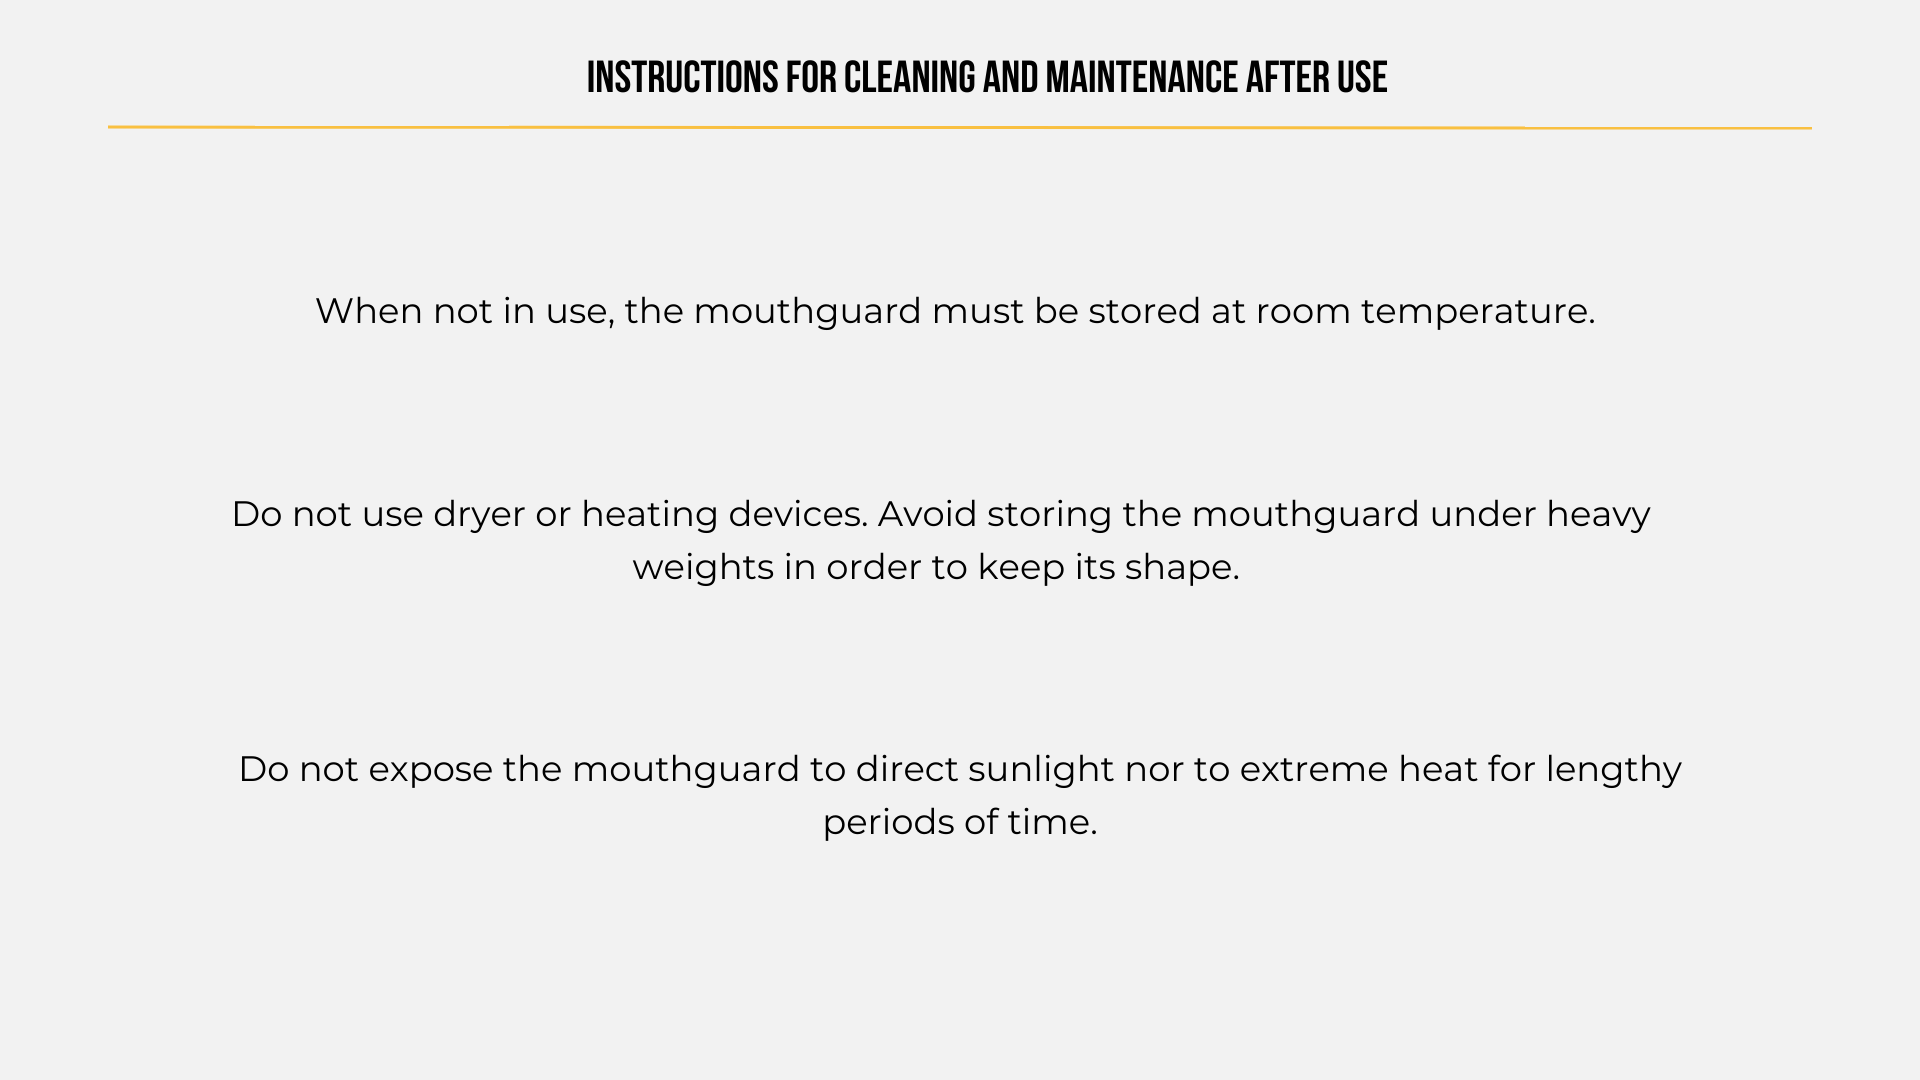 INSTRUCTIONS FOR CLEANING AND MAINTENANCE AFTER USE
When not in use, the mouthguard must be stored at room temperature.
Do not use dryer or heating devices. Avoid storing the mouthguard under heavy
weights in order to keep its shape.
Do not expose the mouthguard to direct sunlight nor to extreme heat for lengthy
periods of time.